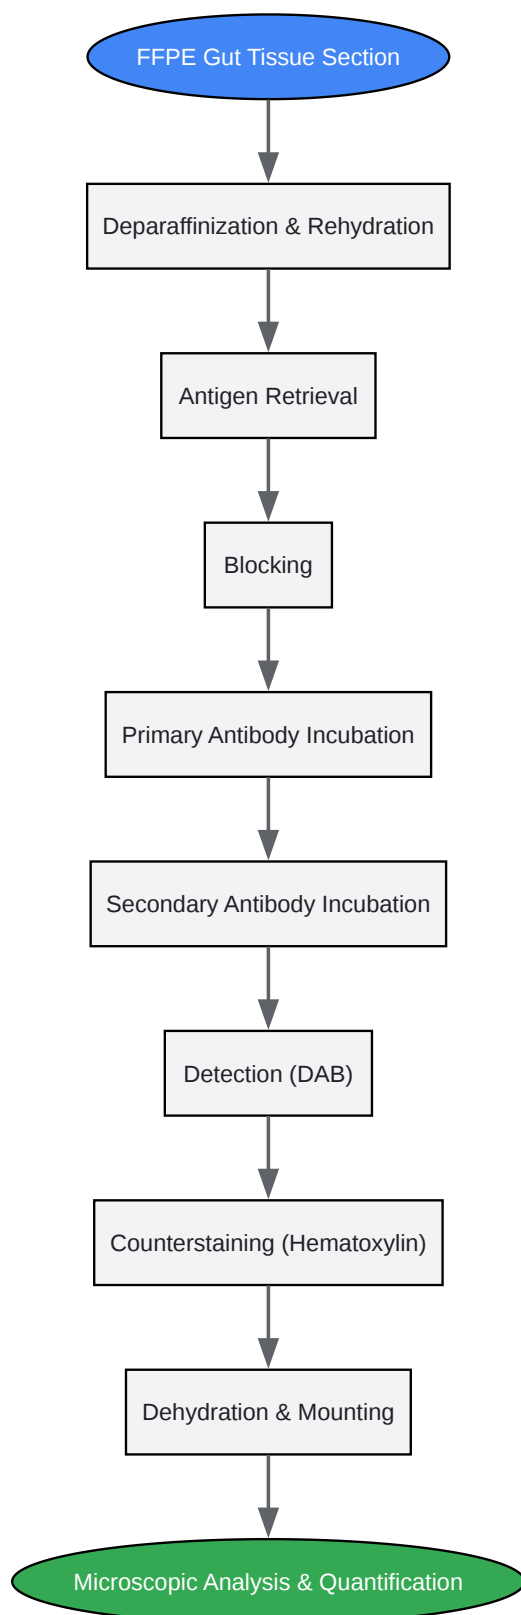 FFPE Gut Tissue Section
Deparaffinization & Rehydration
Antigen Retrieval
Blocking
Primary Antibody Incubation
Secondary Antibody Incubation
Detection (DAB)
Counterstaining (Hematoxylin)
Dehydration & Mounting
Microscopic Analysis & Quantification